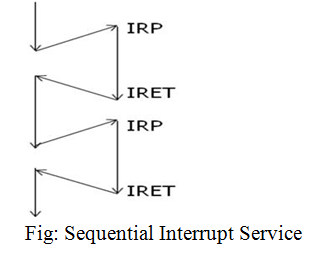 IRP
IRET
IRP
IRET
Fig: Sequential Interrupt Service